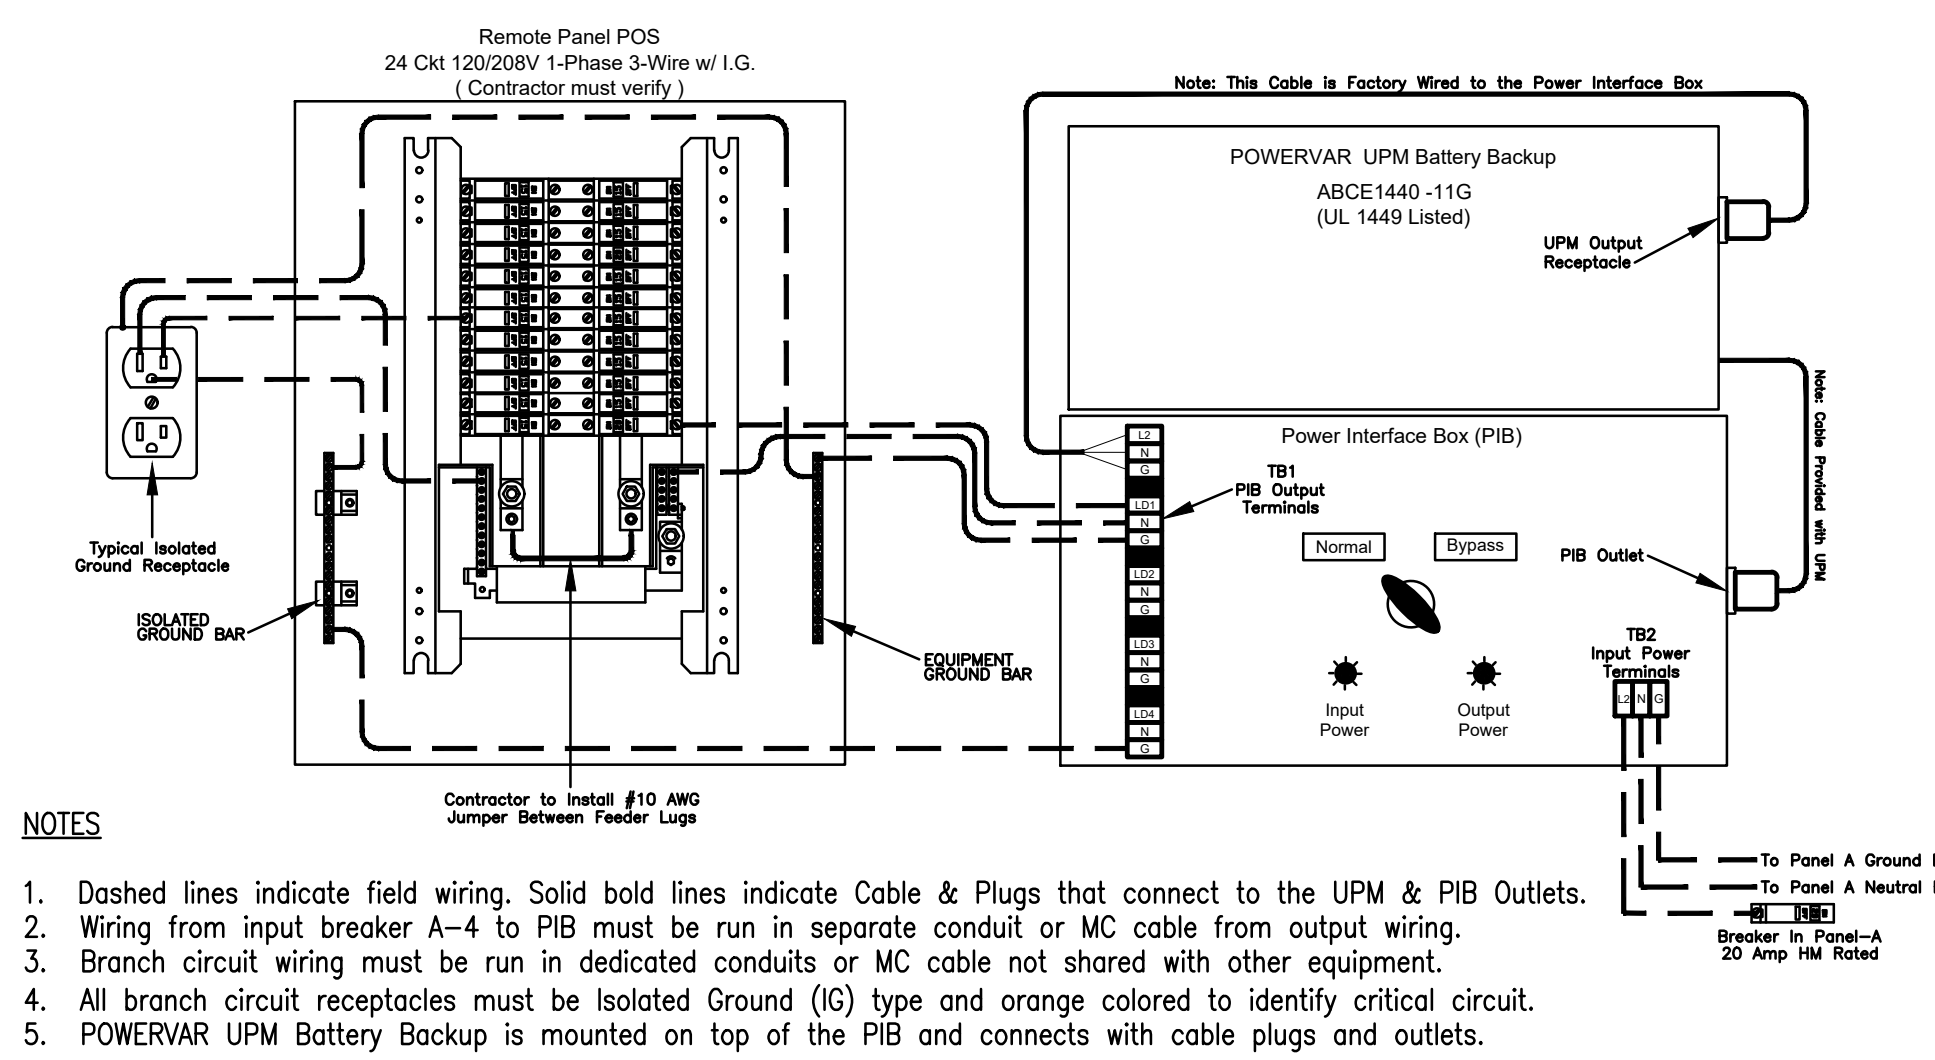 Remote Panel POS
24 Ckt 120/208V 1-Phase 3-Wire w/ I.G.
( Contractor must verify )
Note: This Cable is Factory Wired to the Power Interface Box
POWERVAR UPM Battery Backup
ABCE1440 -11G
(UL 1449 Listed)
UPM Output
Receptacle
Note: Cable Provided with UPM
Power Interface Box (PIB)
L2
N
G
TB1
PIB Output
Terminals
LD1
N
G
LD2
N
G
LD3
N
G
LD4
N
G
Normal
Bypass
PIB Outlet
Input
Power
Output
Power
TB2
Input Power
Terminals
L2 N G
Typical Isolated
Ground Receptacle
ISOLATED
GROUND BAR
EQUIPMENT
GROUND BAR
Contractor to Install #10 AWG
Jumper Between Feeder Lugs
To Panel A Ground
To Panel A Neutral
Breaker In Panel-A
20 Amp HM Rated
NOTES
1. Dashed lines indicate field wiring. Solid bold lines indicate Cable & Plugs that connect to the UPM & PIB Outlets.
2. Wiring from input breaker A-4 to PIB must be run in separate conduit or MC cable from output wiring.
3. Branch circuit wiring must be run in dedicated conduits or MC cable not shared with other equipment.
4. All branch circuit receptacles must be Isolated Ground (IG) type and orange colored to identify critical circuit.
5. POWERVAR UPM Battery Backup is mounted on top of the PIB and connects with cable plugs and outlets.